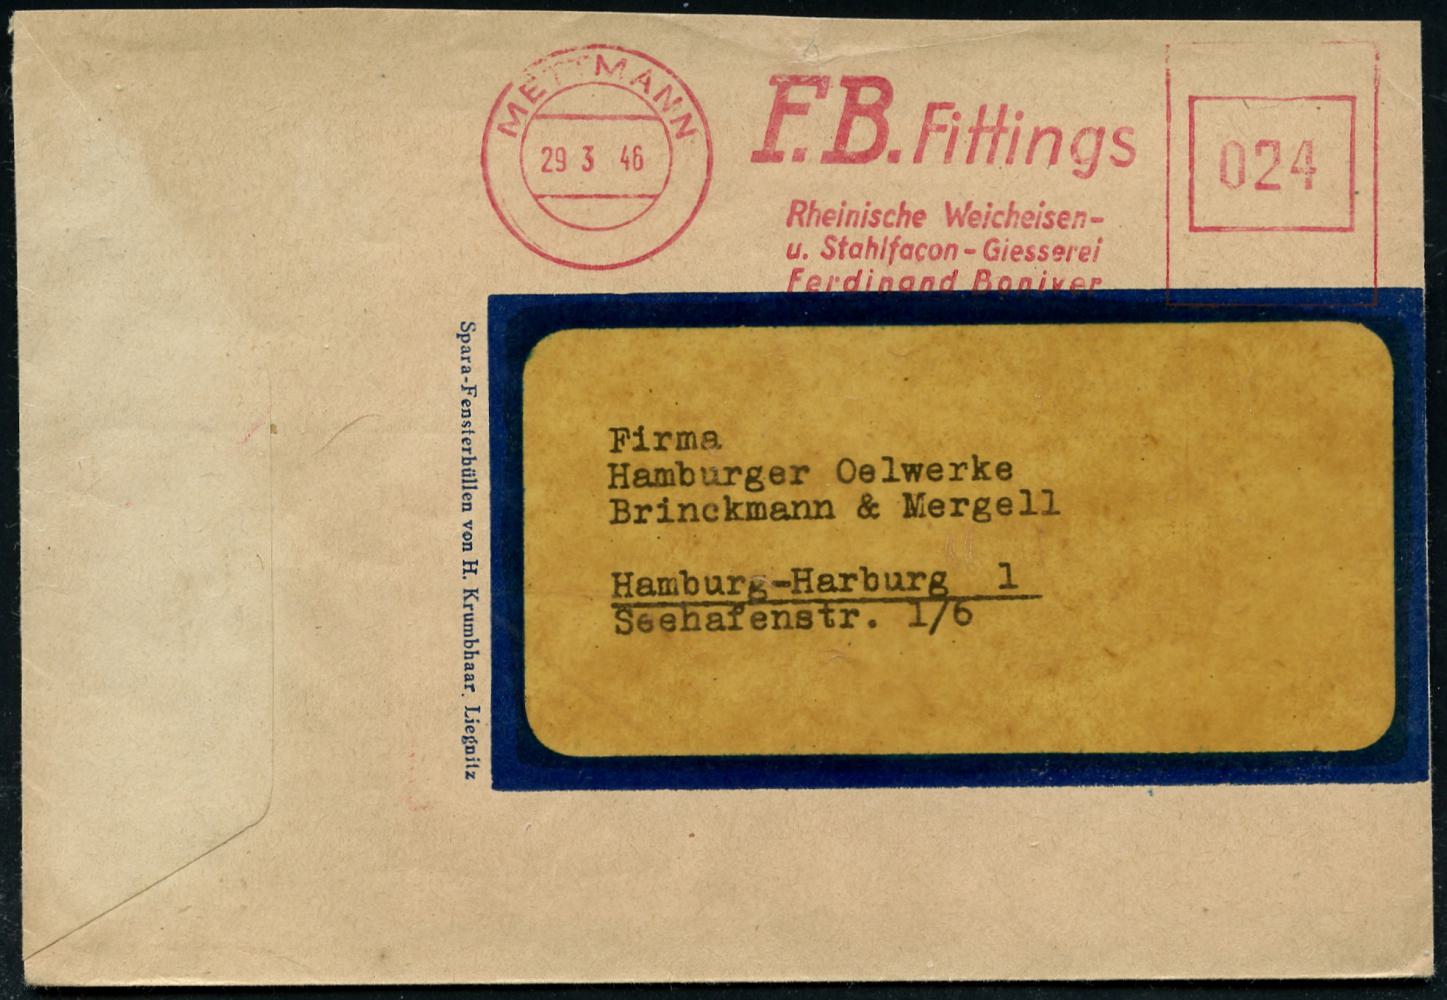 METTMANN
29 3 46
F.B. Fittings
Rheinische Weicheisen-
u. Stahlfaçon-Giesserei
Ferdinand Boniver
024
Spara-Fensterhüllen von H. Krumbhaar, Liegnitz
Firma
Hamburger Oelwerke
Brinckmann & Mergell
Hamburg-Harburg 1
Seehafenstr. 1/6